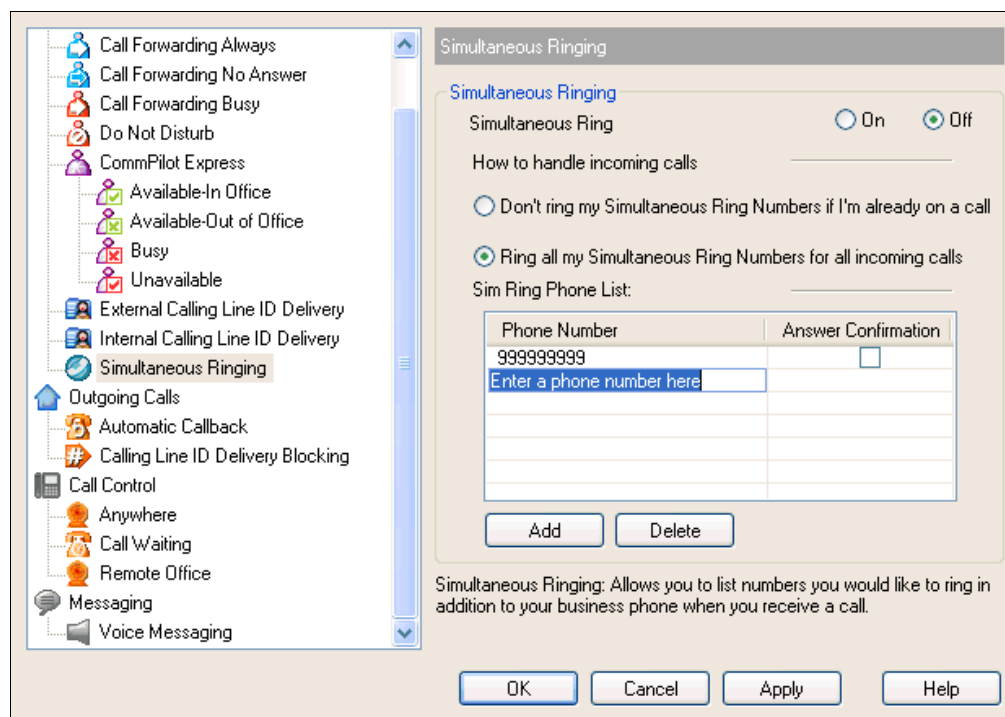 Call Forwarding Always
Call Forwarding No Answer
Call Forwarding Busy
Do Not Disturb
CommPilot Express
Available-In Office
Available-Out of Office
Busy
Unavailable
External Calling Line ID Delivery
Internal Calling Line ID Delivery
Simultaneous Ringing
Outgoing Calls
Automatic Callback
Calling Line ID Delivery Blocking
Call Control
Anywhere
Call Waiting
Remote Office
Messaging
Voice Messaging
Simultaneous Ringing
Simultaneous Ringing
Simultaneous Ring On Off
How to handle incoming calls
Don't ring my Simultaneous Ring Numbers if I'm already on a call
Ring all my Simultaneous Ring Numbers for all incoming calls
Sim Ring Phone List:
Phone Number Answer Confirmation
999999999
Enter a phone number here
Add Delete
Simultaneous Ringing: Allows you to list numbers you would like to ring in
addition to your business phone when you receive a call.
OK Cancel Apply Help